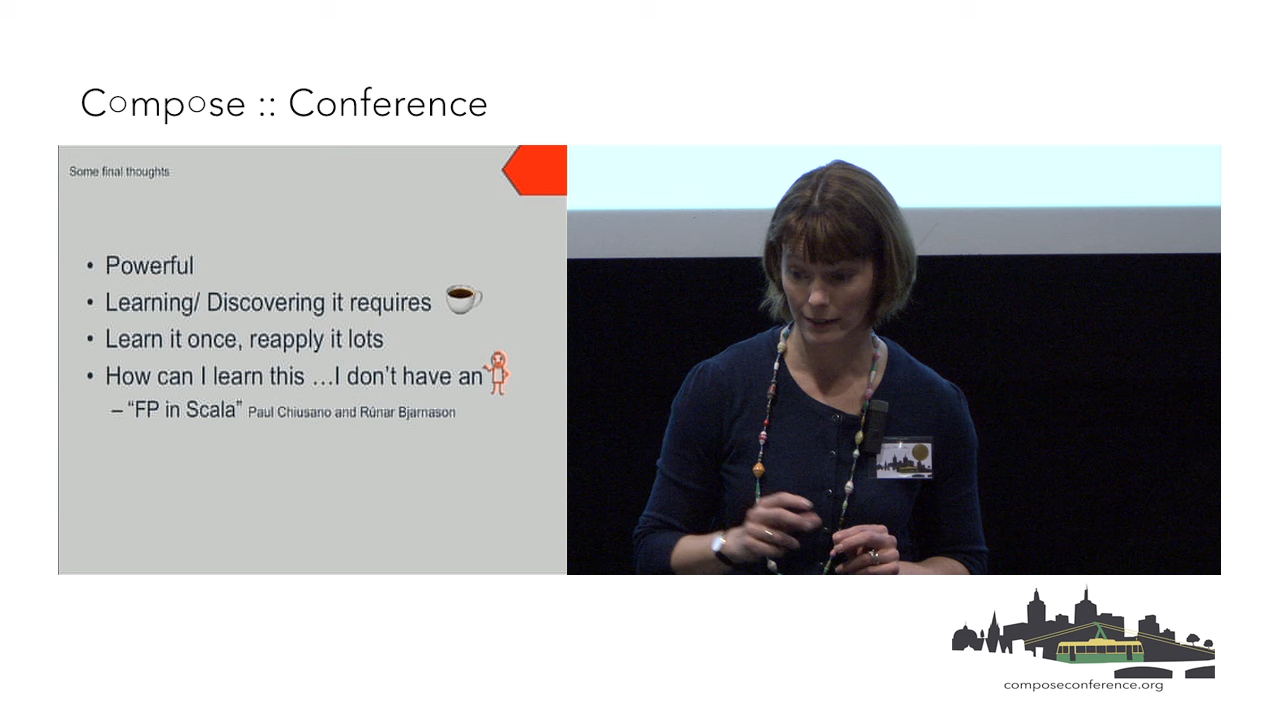 Compose :: Conference
Some final thoughts
• Powerful
• Learning/ Discovering it requires
• Learn it once, reapply it lots
• How can I learn this ...I don't have an
– "FP in Scala" Paul Chiusano and Rúnar Bjarnason
composeconference.org